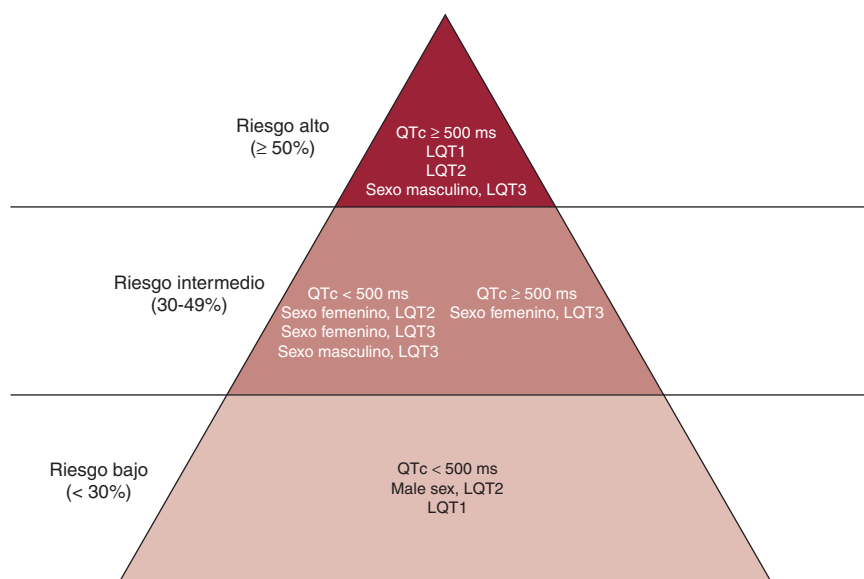 Riesgo alto
(≥ 50%)
QTc ≥ 500 ms
LQT1
LQT2
Sexo masculino, LQT3
Riesgo intermedio
(30-49%)
QTc < 500 ms
Sexo femenino, LQT2
Sexo femenino, LQT3
Sexo masculino, LQT3
QTc ≥ 500 ms
Sexo femenino, LQT3
Riesgo bajo
(< 30%)
QTc < 500 ms
Male sex, LQT2
LQT1